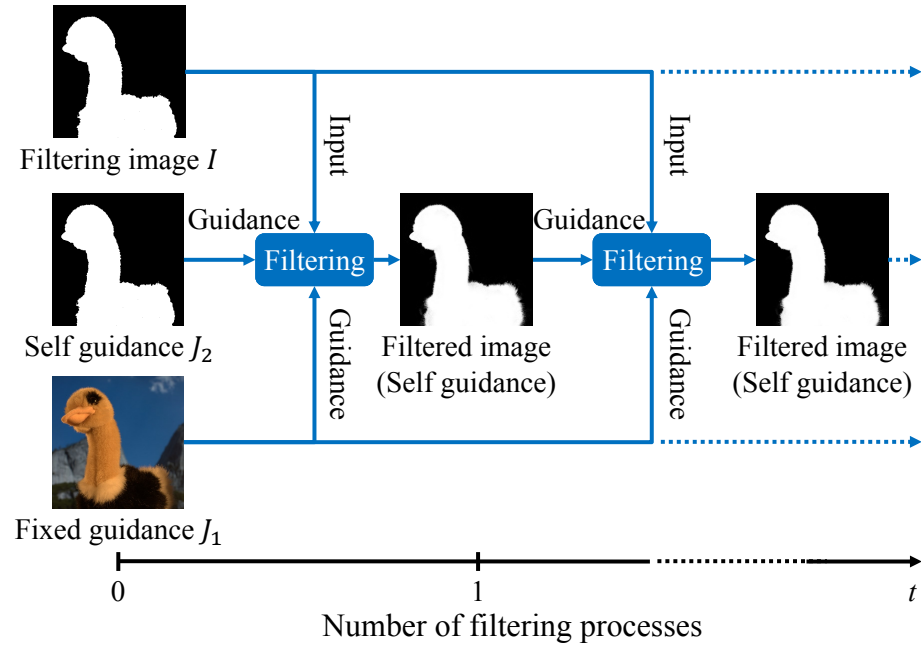 Filtering image I
Input
Input
Guidance
Filtering
Guidance
Filtering
Self guidance J₂
Guidance
Filtered image
(Self guidance)
Guidance
Filtered image
(Self guidance)
Fixed guidance J₁
0
1
t
Number of filtering processes